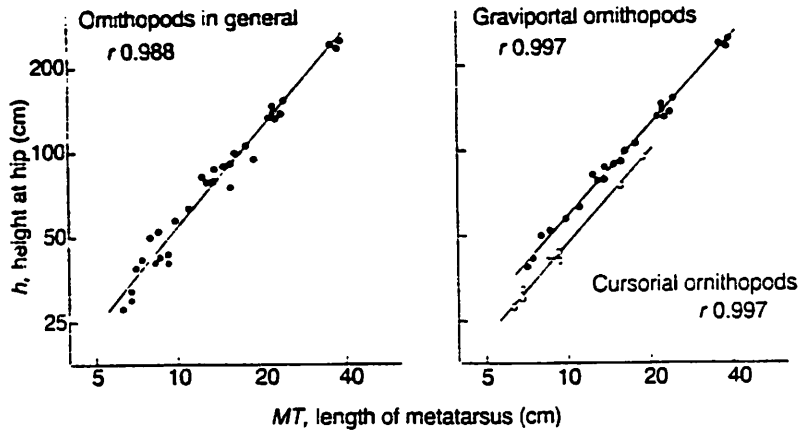 Ornithopods in general
r 0.988
200
100
50
25
5 10 20 40
h, height at hip (cm)
Graviportal ornithopods
r 0.997
Cursorial ornithopods
r 0.997
5 10 20 40
MT, length of metatarsus (cm)